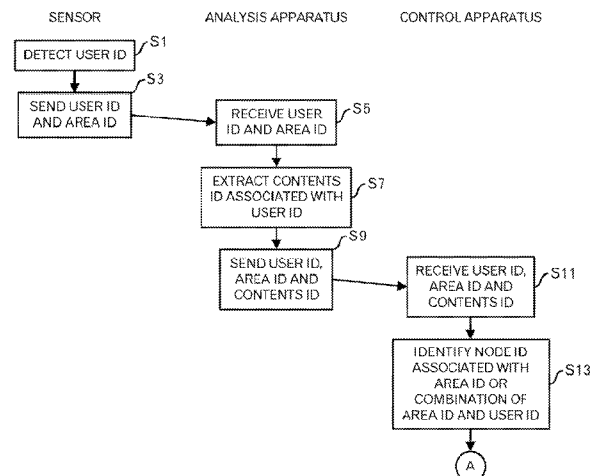 SENSOR
ANALYSIS APPARATUS
CONTROL APPARATUS
DETECT USER ID
S1
SEND USER ID
AND AREA ID
S3
RECEIVE USER
ID AND AREA ID
S5
EXTRACT CONTENTS
ID ASSOCIATED WITH
USER ID
S7
SEND USER ID,
AREA ID AND
CONTENTS ID
S9
RECEIVE USER ID,
AREA ID AND
CONTENTS ID
S11
IDENTIFY NODE ID
ASSOCIATED WITH
AREA ID OR
COMBINATION OF
AREA ID AND USER ID
S13
A